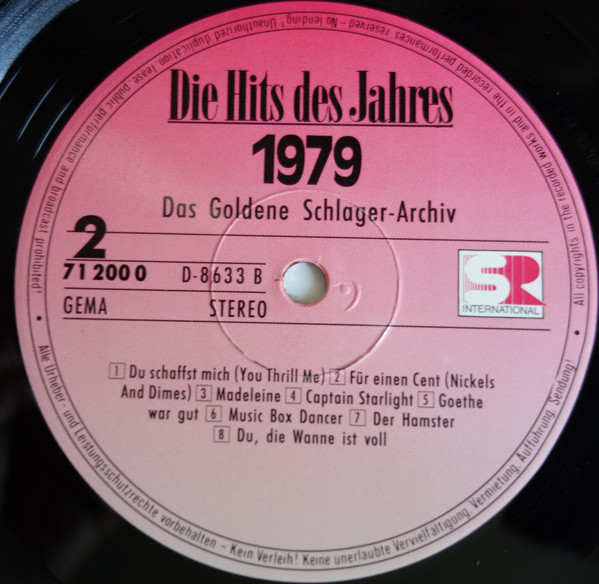 Die Hits des Jahres
1979
Das Goldene Schlager-Archiv
2
71 200 0 D-8633 B
GEMA STEREO
SR
INTERNATIONAL
1 Du schaffst mich (You Thrill Me) 2 Für einen Cent (Nickels
And Dimes) 3 Madeleine 4 Captain Starlight 5 Goethe
war gut 6 Music Box Dancer 7 Der Hamster
8 Du, die Wanne ist voll
All copyrights in the recorded works and in the recorded performances reserved – No lending! Unauthorized duplication, lease public performance and broadcast prohibited!
Alle Urheber- und Leistungsschutzrechte vorbehalten – Kein Verleih! Keine unerlaubte Vervielfältigung, Vermietung, Aufführung, Sendung!